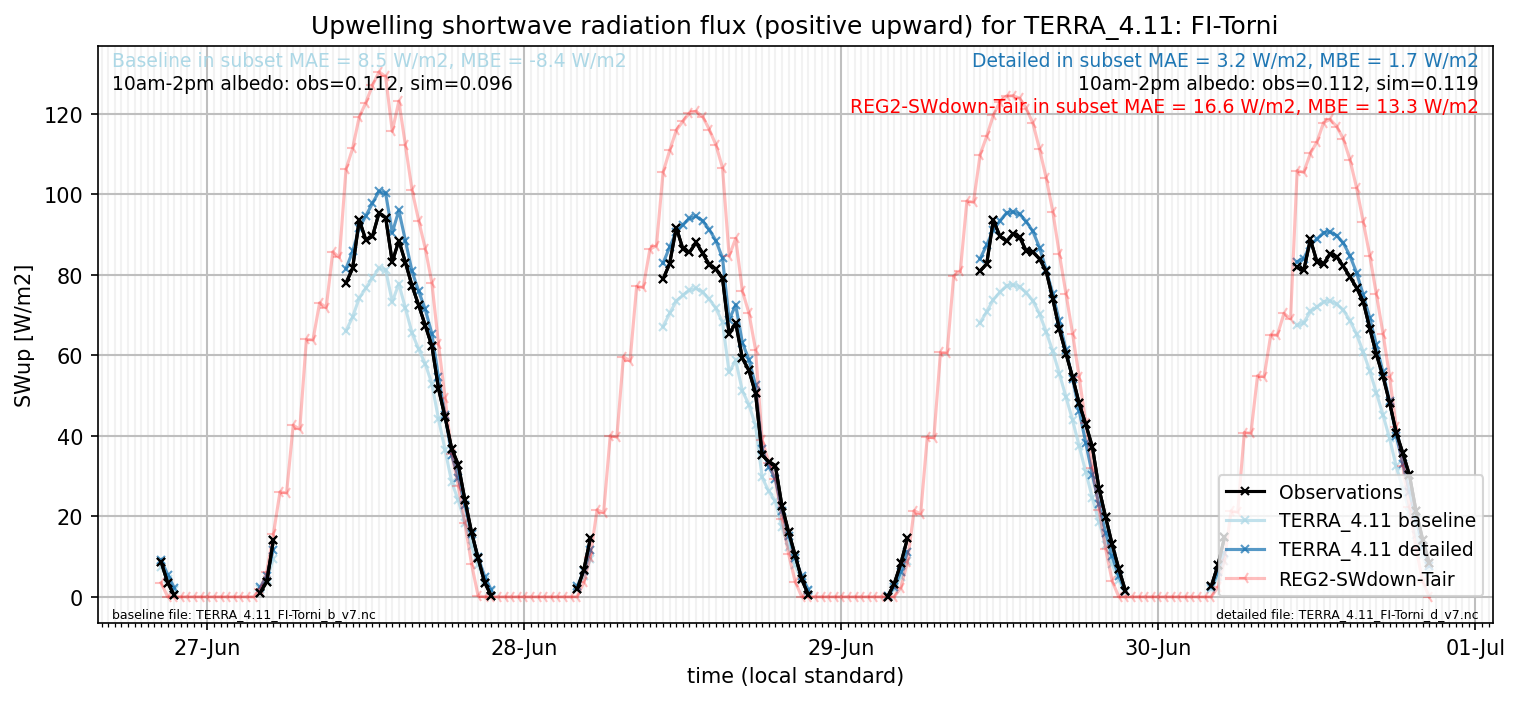 Upwelling shortwave radiation flux (positive upward) for TERRA_4.11: FI-Torni
Baseline in subset MAE = 8.5 W/m2, MBE = -8.4 W/m2
10am-2pm albedo: obs=0.112, sim=0.096
Detailed in subset MAE = 3.2 W/m2, MBE = 1.7 W/m2
10am-2pm albedo: obs=0.112, sim=0.119
REG2-SWdown-Tair in subset MAE = 16.6 W/m2, MBE = 13.3 W/m2
SWup [W/m2]
120
100
80
60
40
20
0
Observations
TERRA_4.11 baseline
TERRA_4.11 detailed
REG2-SWdown-Tair
baseline file: TERRA_4.11_FI-Torni_b_v7.nc
detailed file: TERRA_4.11_FI-Torni_d_v7.nc
27-Jun
28-Jun
29-Jun
30-Jun
01-Jul
time (local standard)